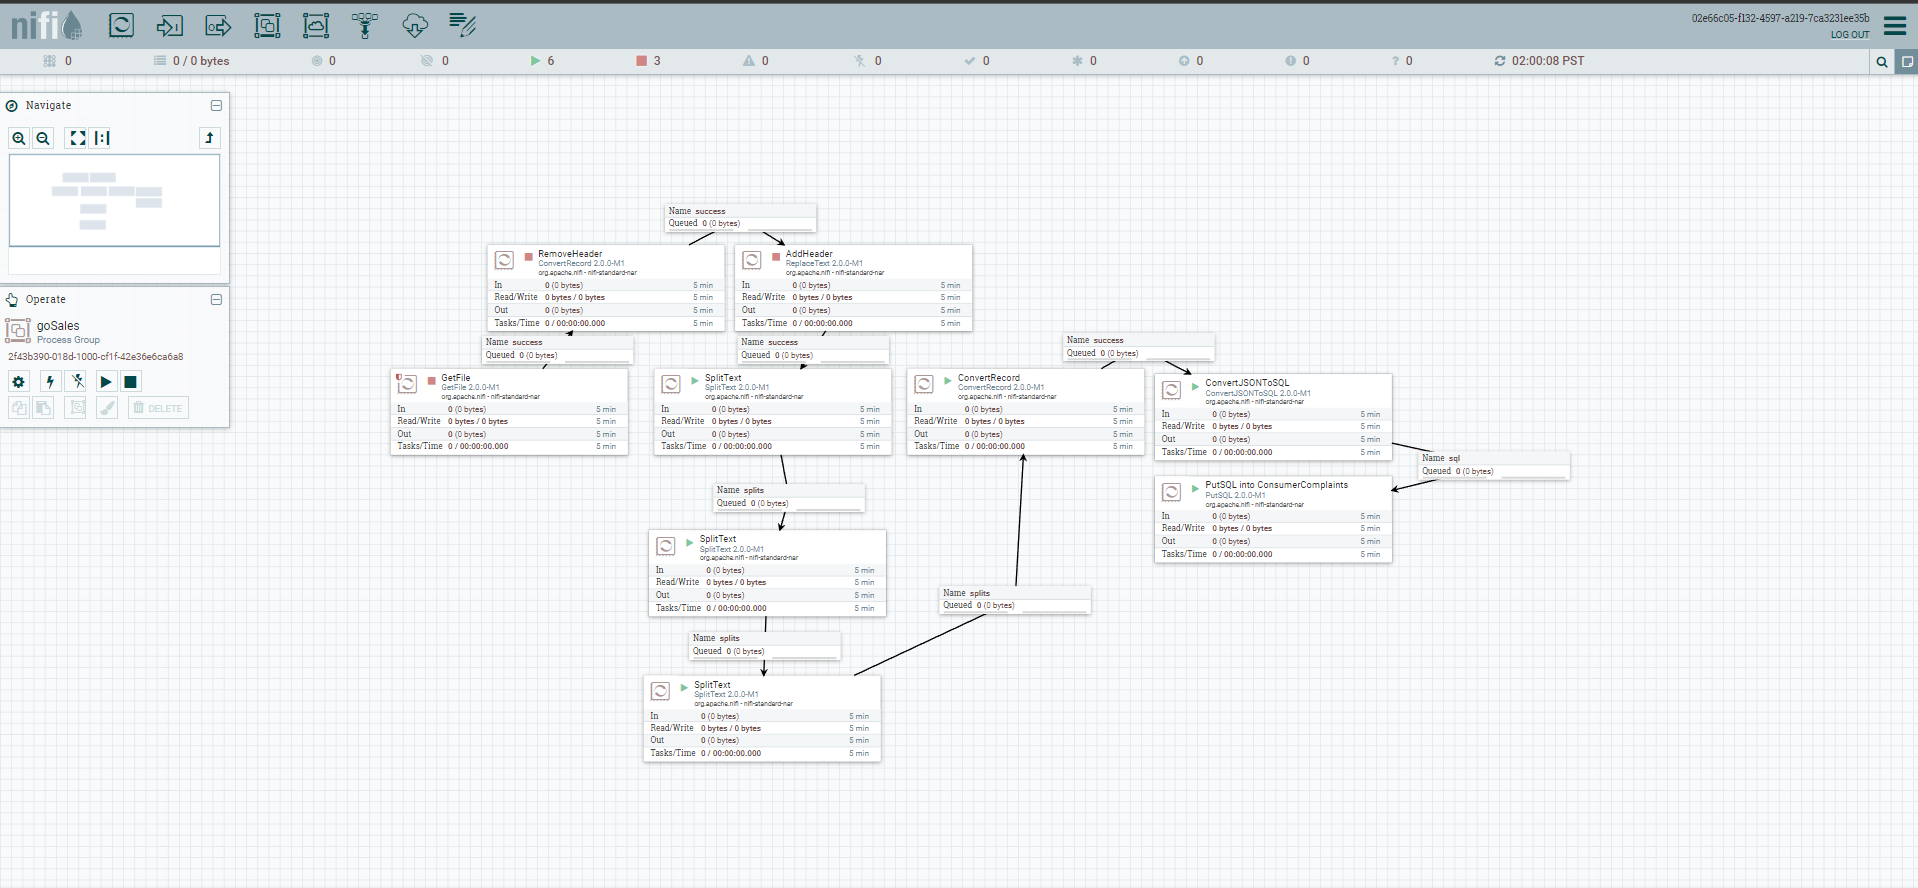 nifi
02e66c05-f132-4597-a219-7ca3231ee35b
LOG OUT
0
0 / 0 bytes
0
0
6
3
0
0
0
0
0
0
0
02:00:08 PST
Navigate
Operate
goSales
Process Group
2f43b390-018d-1000-cf1f-42e36e6ca6a8
DELETE
Name success
Queued 0 (0 bytes)
RemoveHeader
ConvertRecord 2.0.0-M1
org.apache.nifi - nifi-standard-nar
In 0 (0 bytes) 5 min
Read/Write 0 bytes / 0 bytes 5 min
Out 0 (0 bytes) 5 min
Tasks/Time 0 / 00:00:00.000 5 min
AddHeader
ReplaceText 2.0.0-M1
org.apache.nifi - nifi-standard-nar
In 0 (0 bytes) 5 min
Read/Write 0 bytes / 0 bytes 5 min
Out 0 (0 bytes) 5 min
Tasks/Time 0 / 00:00:00.000 5 min
Name success
Queued 0 (0 bytes)
Name success
Queued 0 (0 bytes)
Name success
Queued 0 (0 bytes)
GetFile
GetFile 2.0.0-M1
org.apache.nifi - nifi-standard-nar
In 0 (0 bytes) 5 min
Read/Write 0 bytes / 0 bytes 5 min
Out 0 (0 bytes) 5 min
Tasks/Time 0 / 00:00:00.000 5 min
SplitText
SplitText 2.0.0-M1
org.apache.nifi - nifi-standard-nar
In 0 (0 bytes) 5 min
Read/Write 0 bytes / 0 bytes 5 min
Out 0 (0 bytes) 5 min
Tasks/Time 0 / 00:00:00.000 5 min
ConvertRecord
ConvertRecord 2.0.0-M1
org.apache.nifi - nifi-standard-nar
In 0 (0 bytes) 5 min
Read/Write 0 bytes / 0 bytes 5 min
Out 0 (0 bytes) 5 min
Tasks/Time 0 / 00:00:00.000 5 min
ConvertJSONToSQL
ConvertJSONToSQL 2.0.0-M1
org.apache.nifi - nifi-standard-nar
In 0 (0 bytes) 5 min
Read/Write 0 bytes / 0 bytes 5 min
Out 0 (0 bytes) 5 min
Tasks/Time 0 / 00:00:00.000 5 min
Name sql
Queued 0 (0 bytes)
PutSQL into ConsumerComplaints
PutSQL 2.0.0-M1
org.apache.nifi - nifi-standard-nar
In 0 (0 bytes) 5 min
Read/Write 0 bytes / 0 bytes 5 min
Out 0 (0 bytes) 5 min
Tasks/Time 0 / 00:00:00.000 5 min
Name splits
Queued 0 (0 bytes)
SplitText
SplitText 2.0.0-M1
org.apache.nifi - nifi-standard-nar
In 0 (0 bytes) 5 min
Read/Write 0 bytes / 0 bytes 5 min
Out 0 (0 bytes) 5 min
Tasks/Time 0 / 00:00:00.000 5 min
Name splits
Queued 0 (0 bytes)
Name splits
Queued 0 (0 bytes)
SplitText
SplitText 2.0.0-M1
org.apache.nifi - nifi-standard-nar
In 0 (0 bytes) 5 min
Read/Write 0 bytes / 0 bytes 5 min
Out 0 (0 bytes) 5 min
Tasks/Time 0 / 00:00:00.000 5 min